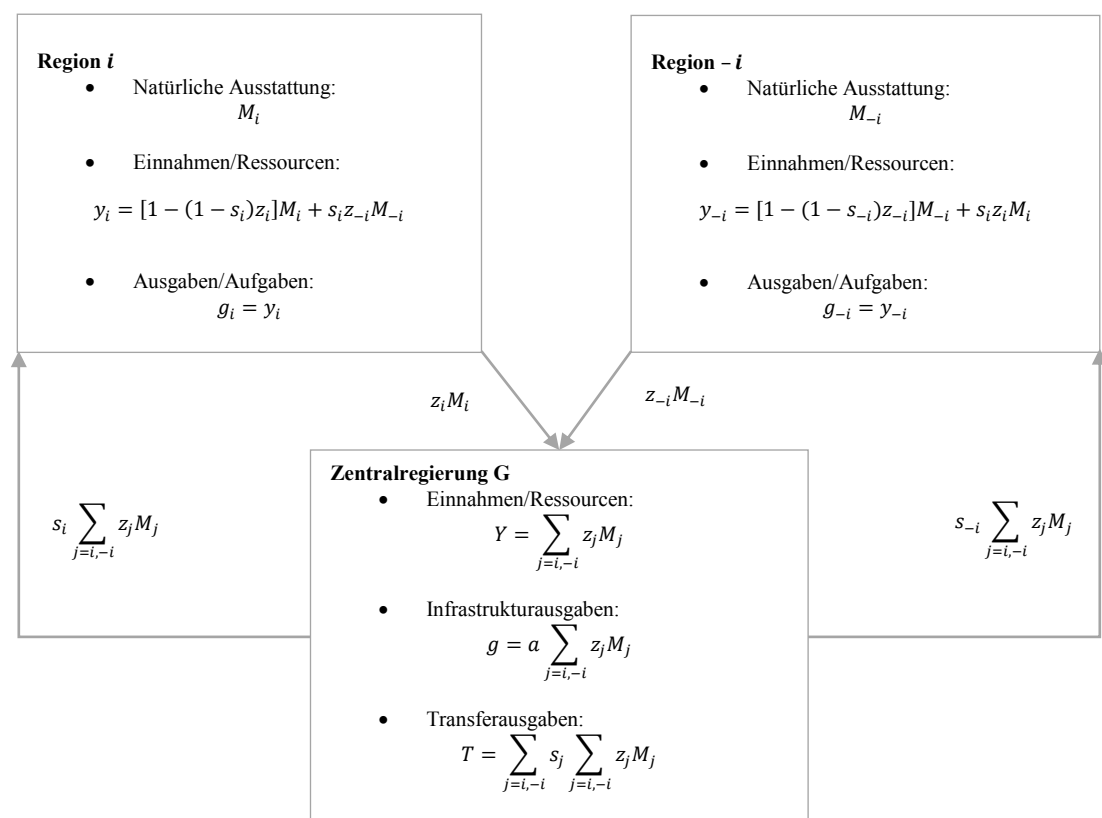 Region i
• Natürliche Ausstattung:
M_i
• Einnahmen/Ressourcen:
y_i = [1 − (1 − s_i)z_i]M_i + s_i z_{−i} M_{−i}
• Ausgaben/Aufgaben:
g_i = y_i
Region − i
• Natürliche Ausstattung:
M_{−i}
• Einnahmen/Ressourcen:
y_{−i} = [1 − (1 − s_{−i})z_{−i}]M_{−i} + s_i z_i M_i
• Ausgaben/Aufgaben:
g_{−i} = y_{−i}
z_i M_i
z_{−i} M_{−i}
s_i ∑_{j=i,−i} z_j M_j
Zentralregierung G
• Einnahmen/Ressourcen:
Y = ∑_{j=i,−i} z_j M_j
• Infrastrukturausgaben:
g = a ∑_{j=i,−i} z_j M_j
• Transferausgaben:
T = ∑_{j=i,−i} s_j ∑_{j=i,−i} z_j M_j
s_{−i} ∑_{j=i,−i} z_j M_j